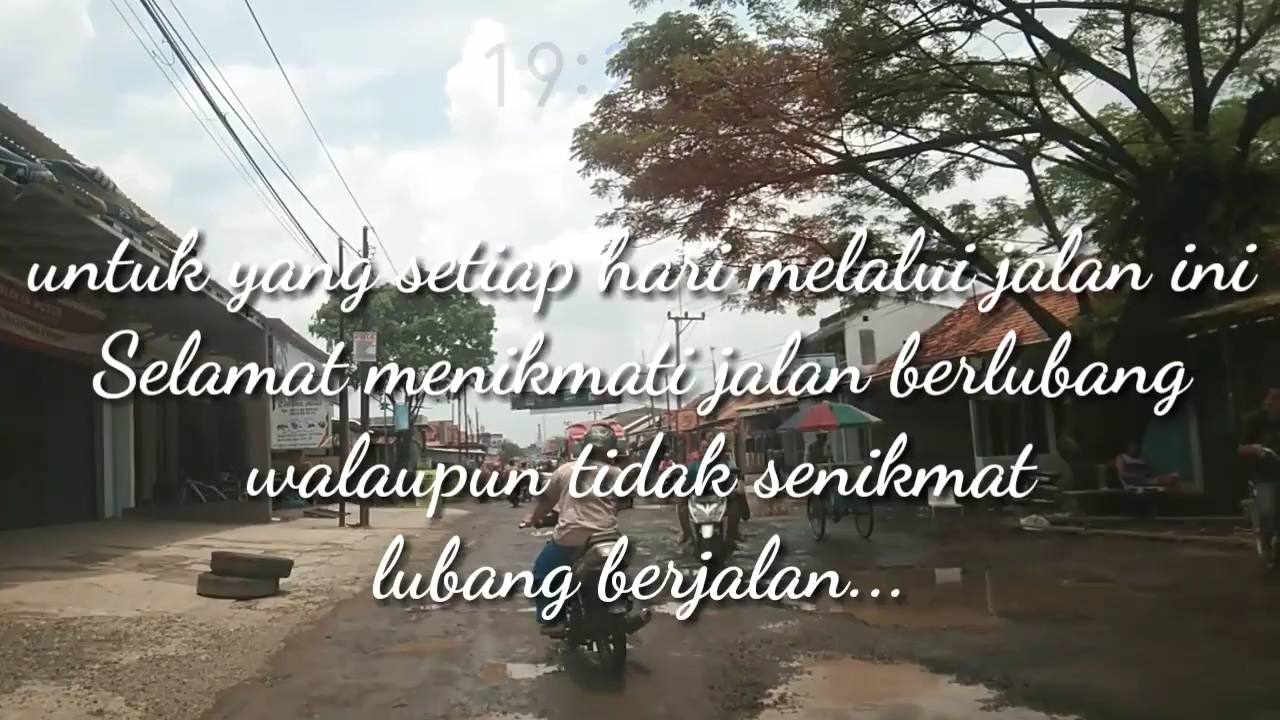 19:
untuk yang setiap hari melalui jalan ini
Selamat menikmati jalan berlubang
walaupun tidak senikmat
lubang berjalan...